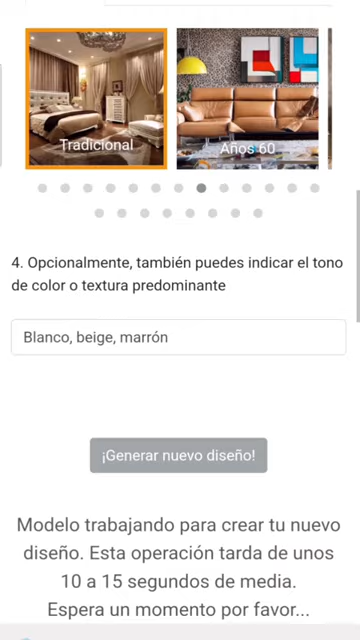 Tradicional
Años 60
4. Opcionalmente, también puedes indicar el tono
de color o textura predominante
Blanco, beige, marrón
¡Generar nuevo diseño!
Modelo trabajando para crear tu nuevo
diseño. Esta operación tarda de unos
10 a 15 segundos de media.
Espera un momento por favor...